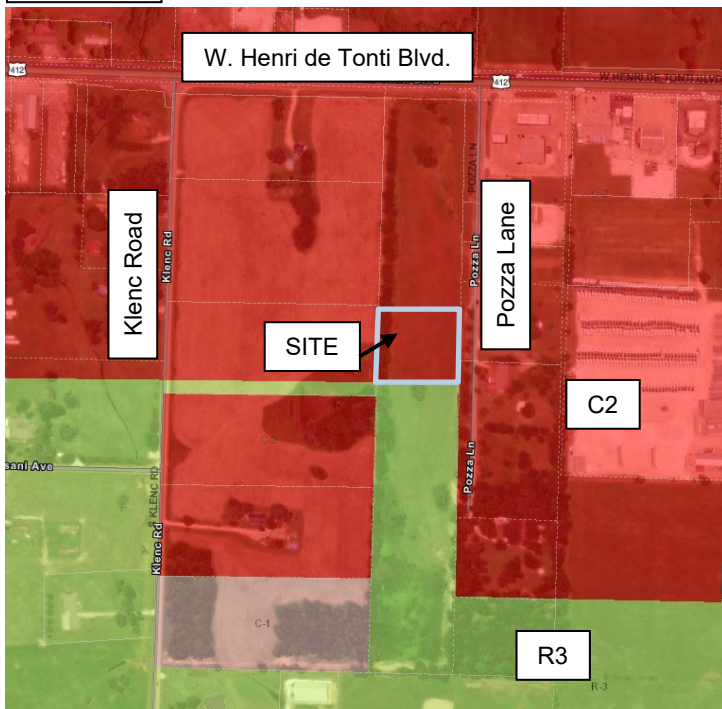 W. Henri de Tonti Blvd.
412
412
W HENRI DE TONTI BLV
POZZA LN
Klenc Road
Klenc Rd
Pozza Ln
Pozza Lane
SITE
C2
C-2
Pozza Ln
sani Ave
S KLENC RD
Klenc Rd
C-1
R3
R-3